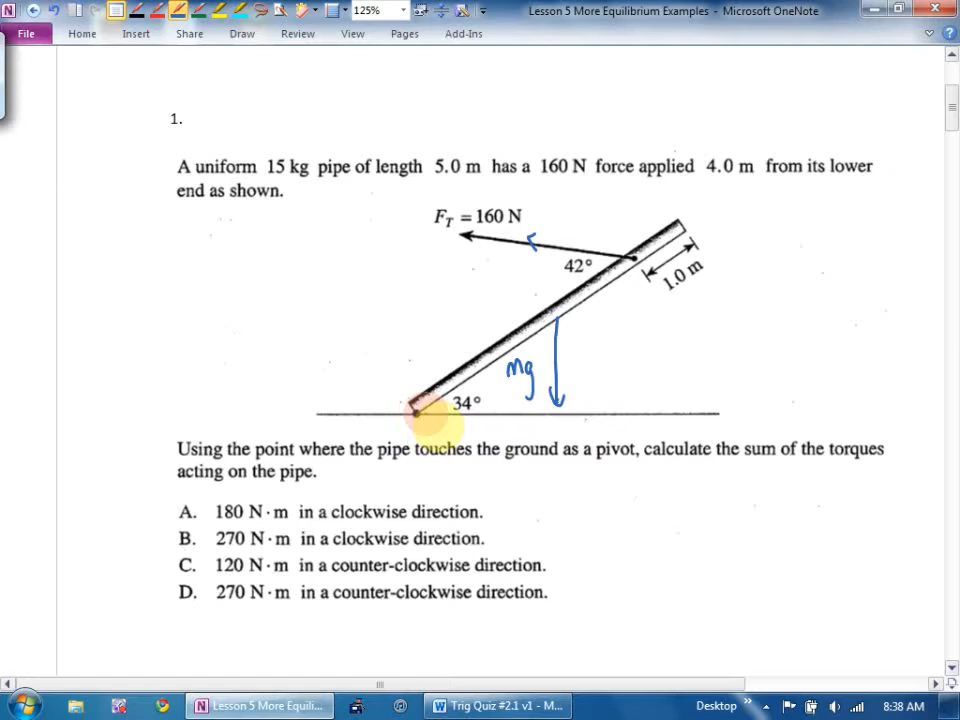 125%
Lesson 5 More Equilibrium Examples - Microsoft OneNote
File Home Insert Share Draw Review View Pages Add-Ins
1.
A uniform 15 kg pipe of length 5.0 m has a 160 N force applied 4.0 m from its lower
end as shown.
F_T = 160 N
42°
1.0 m
mg
34°
Using the point where the pipe touches the ground as a pivot, calculate the sum of the torques
acting on the pipe.
A. 180 N·m in a clockwise direction.
B. 270 N·m in a clockwise direction.
C. 120 N·m in a counter-clockwise direction.
D. 270 N·m in a counter-clockwise direction.
Lesson 5 More Equili... Trig Quiz #2.1 v1 - M... Desktop 8:38 AM